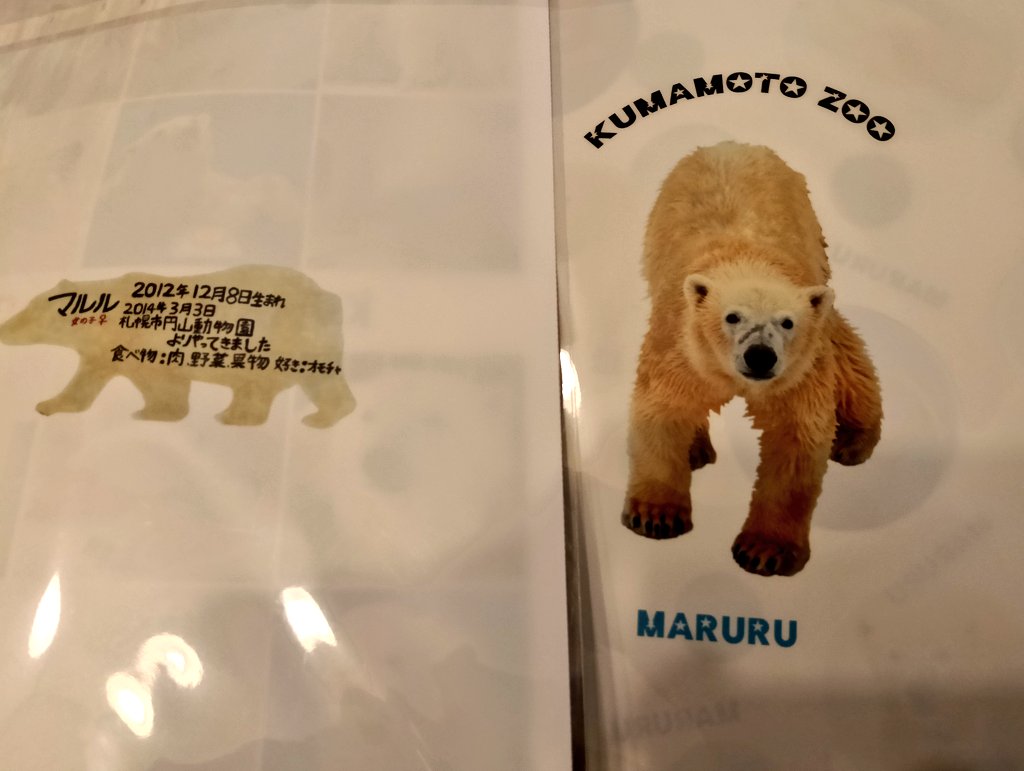 マルル
女の子♀
2012年12月8日生まれ
2014年3月3日
札幌市円山動物園
よりやってきました
食べ物:肉.野菜.果物 好き:オモチャ
KUMAMOTO ZOO
MARURU